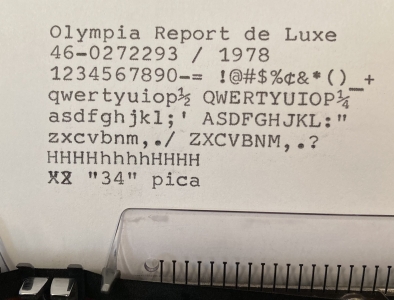 Olympia Report de Luxe
46-0272293 / 1978
1234567890-= !@#$%¢&*()_+
qwertyuiop½ QWERTYUIOP¼
asdfghjkl;' ASDFGHJKL:"
zxcvbnm,./ ZXCVBNM,.?
HHHHhhhhHHHH
"34" pica